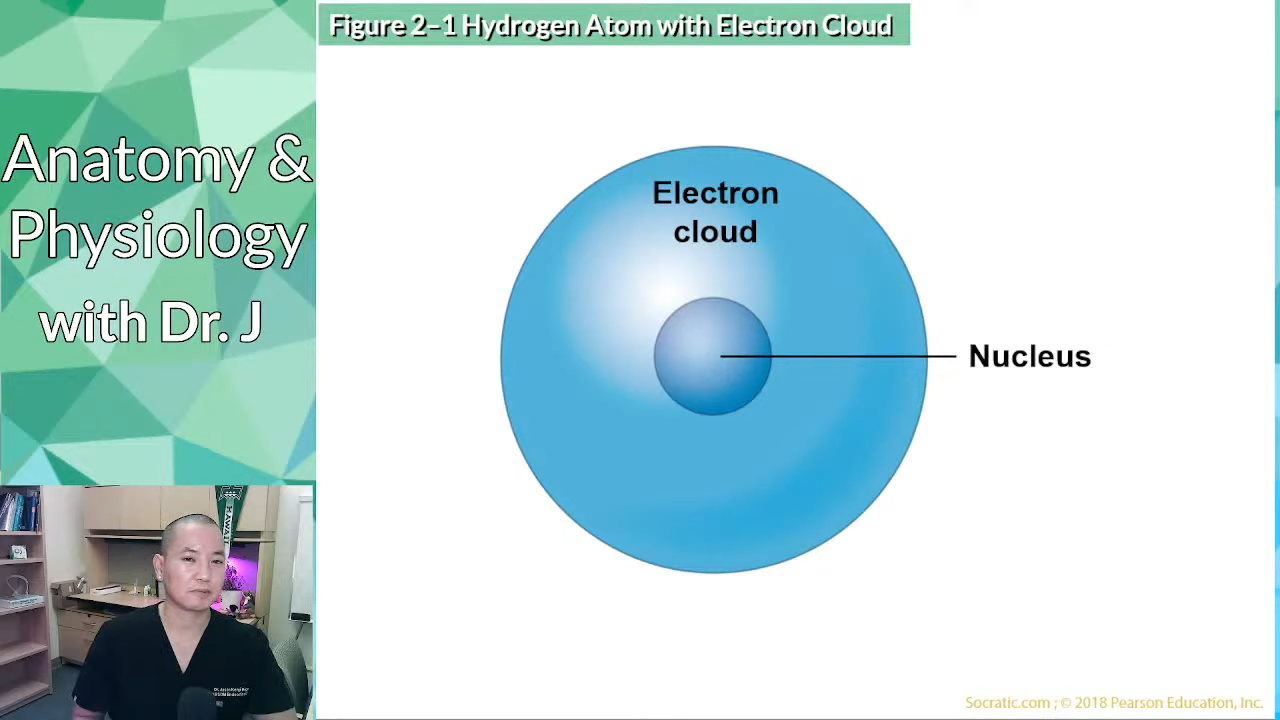 Figure 2–1 Hydrogen Atom with Electron Cloud
Anatomy &
Physiology
with Dr. J
Electron
cloud
Nucleus
HAWAII
Socratic.com ; © 2018 Pearson Education, Inc.